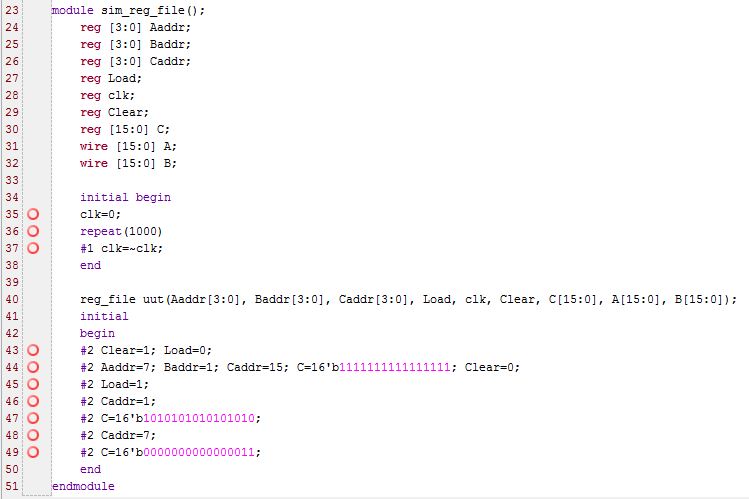 23 module sim_reg_file();
24 reg [3:0] Aaddr;
25 reg [3:0] Baddr;
26 reg [3:0] Caddr;
27 reg Load;
28 reg clk;
29 reg Clear;
30 reg [15:0] C;
31 wire [15:0] A;
32 wire [15:0] B;
33
34 initial begin
35 clk=0;
36 repeat(1000)
37 #1 clk=~clk;
38 end
39
40 reg_file uut(Aaddr[3:0], Baddr[3:0], Caddr[3:0], Load, clk, Clear, C[15:0], A[15:0], B[15:0]);
41 initial
42 begin
43 #2 Clear=1; Load=0;
44 #2 Aaddr=7; Baddr=1; Caddr=15; C=16'b1111111111111111; Clear=0;
45 #2 Load=1;
46 #2 Caddr=1;
47 #2 C=16'b1010101010101010;
48 #2 Caddr=7;
49 #2 C=16'b0000000000000011;
50 end
51 endmodule